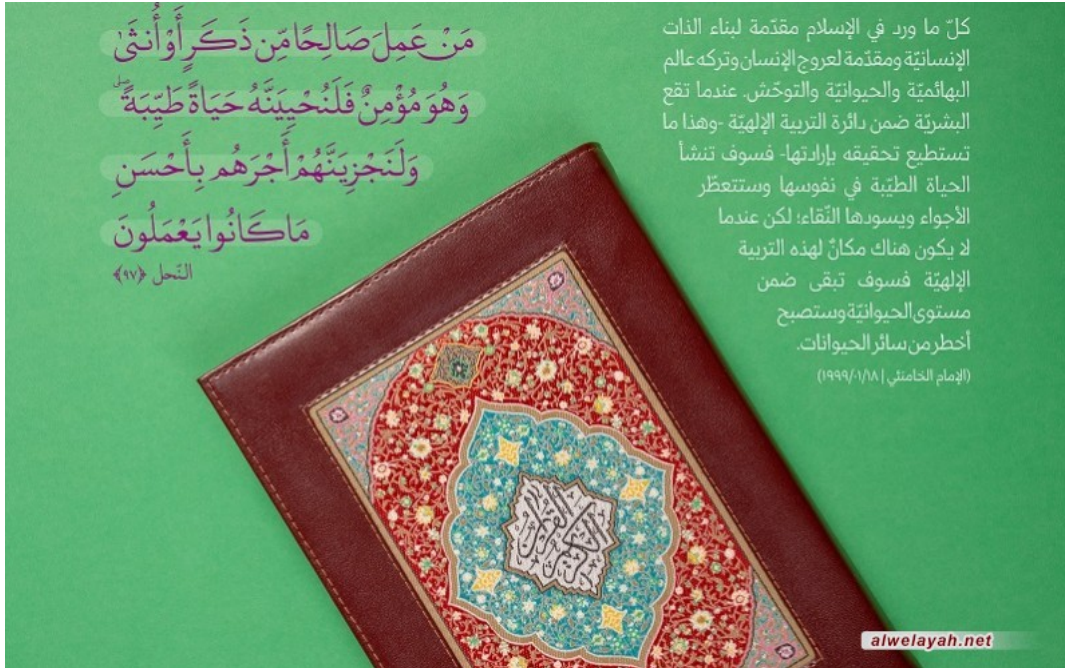 كلّ ما ورد في الإسلام مقدّمة لبناء الذات
الإنسانيّة ومقدّمة لعروج الإنسان وتركه عالم
البهائميّة والحيوانيّة والتوحّش. عندما تقع
البشريّة ضمن دائرة التربية الإلهيّة -وهذا ما
تستطيع تحقيقه بإرادتها- فسوف تنشأ
الحياة الطيّبة في نفوسها وستتعطّر
الأجواء ويسودها النّقاء؛ لكن عندما
لا يكون هناك مكانٌ لهذه التربية
الإلهيّة فسوف تبقى ضمن
مستوى الحيوانيّة وستصبح
أخطر من سائر الحيوانات.
(الإمام الخامنئي | ١٩٩٩/٠١/١٨)
مَنْ عَمِلَ صَالِحًا مِّن ذَكَرٍ أَوْ أُنثَىٰ
وَهُوَ مُؤْمِنٌ فَلَنُحْيِيَنَّهُ حَيَاةً طَيِّبَةً ۖ
وَلَنَجْزِيَنَّهُمْ أَجْرَهُم بِأَحْسَنِ
مَا كَانُوا يَعْمَلُونَ
النّحل ﴿٩٧﴾
القرآن
الكريم
alwelayah.net